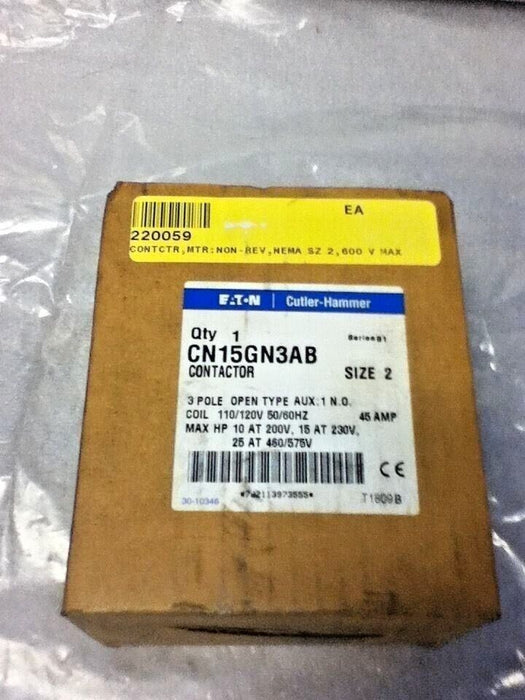 EA
220059
CONTCTR,MTR:NON-REV,NEMA SZ 2,600 V MAX
EATON | Cutler-Hammer
Qty 1 Series B1
CN15GN3AB
CONTACTOR SIZE 2
3 POLE OPEN TYPE AUX:1 N.O.
COIL 110/120V 50/60HZ 45 AMP
MAX HP 10 AT 200V, 15 AT 230V,
25 AT 460/575V
CE
*782113973555*
30-10346 T1809B